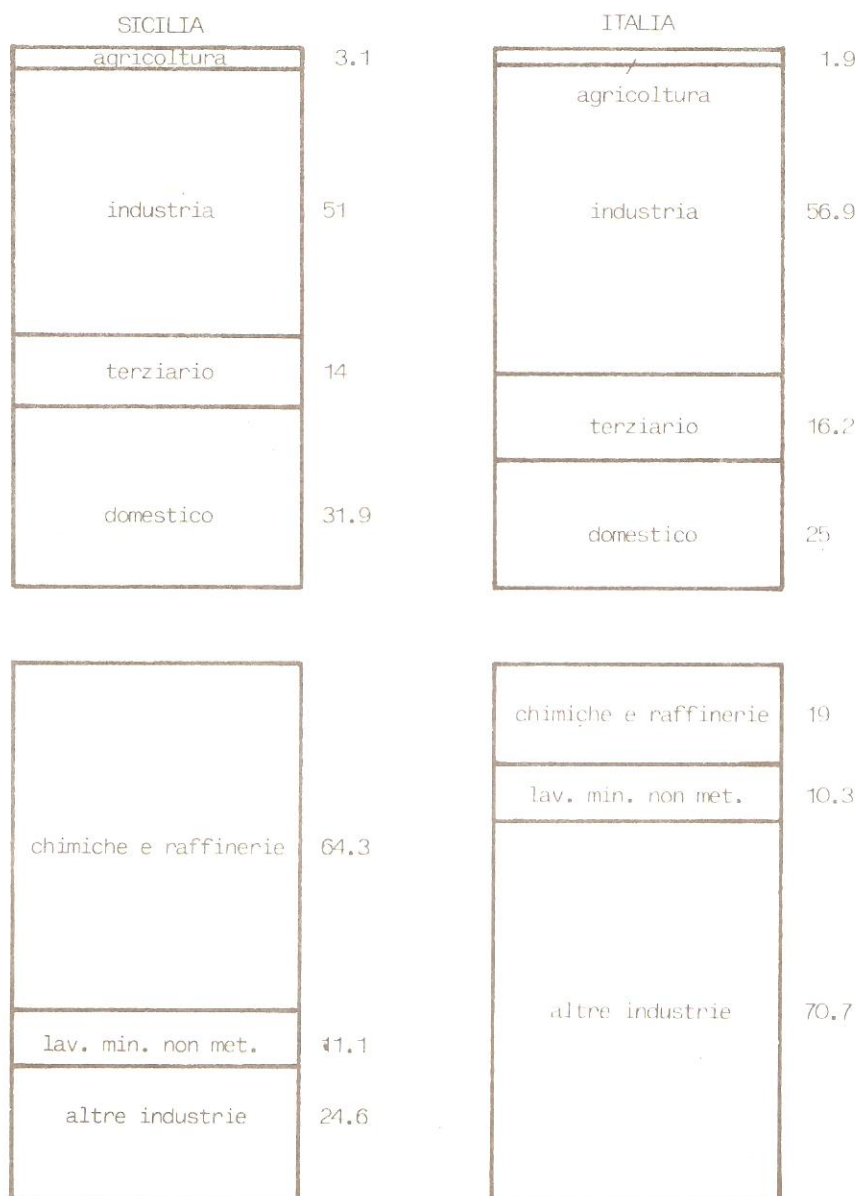 SICILIA
agricoltura 3.1
industria 51
terziario 14
domestico 31.9
ITALIA
1.9
agricoltura
industria 56.9
terziario 16.2
domestico 25
chimiche e raffinerie 64.3
lav. min. non met. 11.1
altre industrie 24.6
chimiche e raffinerie 19
lav. min. non met. 10.3
altre industrie 70.7